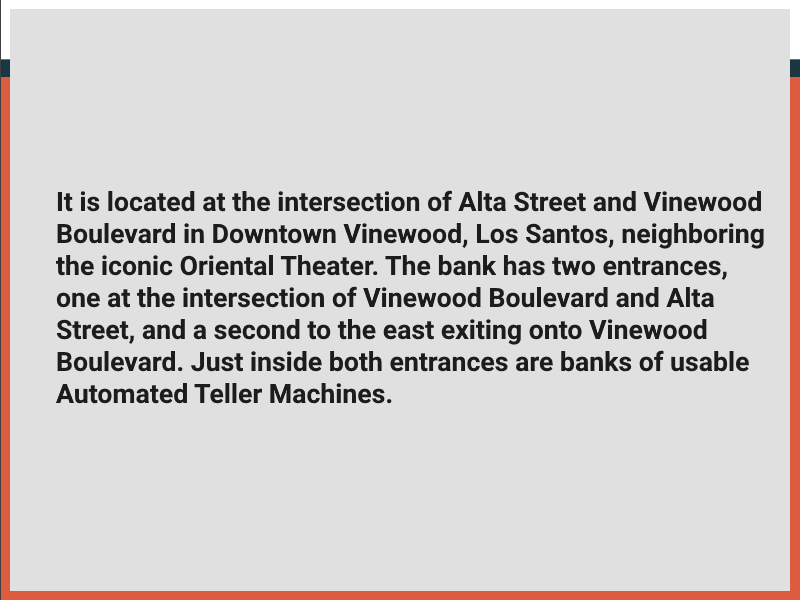 It is located at the intersection of Alta Street and Vinewood
Boulevard in Downtown Vinewood, Los Santos, neighboring
the iconic Oriental Theater. The bank has two entrances,
one at the intersection of Vinewood Boulevard and Alta
Street, and a second to the east exiting onto Vinewood
Boulevard. Just inside both entrances are banks of usable
Automated Teller Machines.